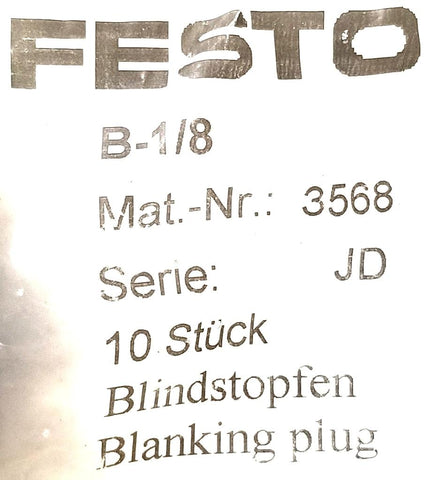 FESTO
B-1/8
Mat.-Nr.: 3568
Serie: JD
10 Stück
Blindstopfen
Blanking plug